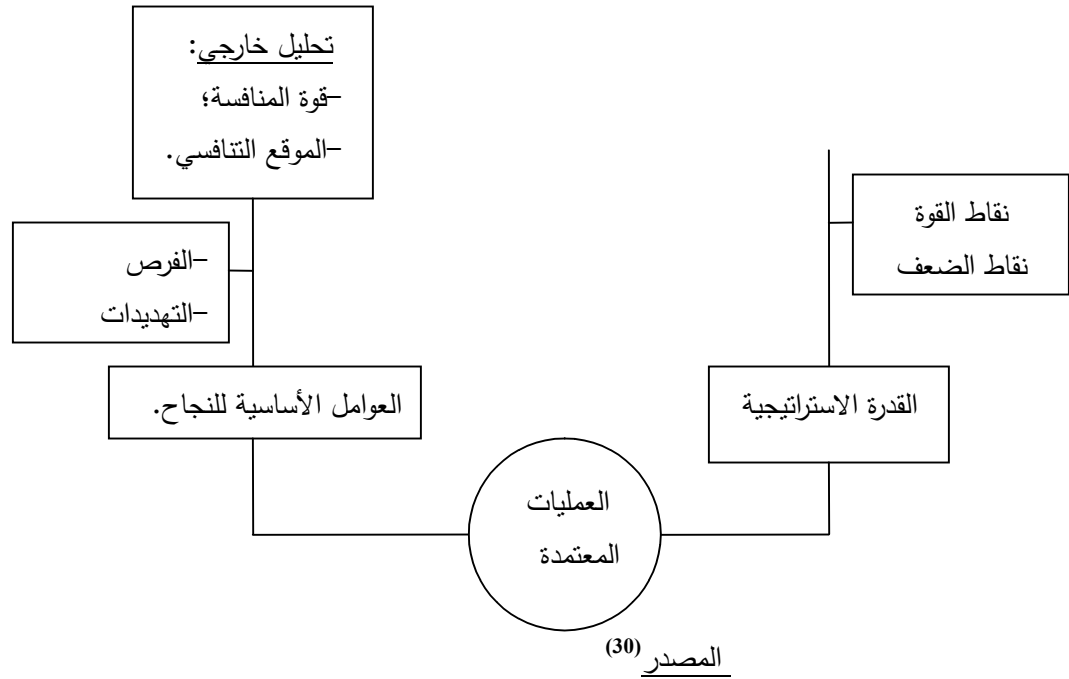 تحليل خارجي:
-قوة المنافسة؛
-الموقع التنافسي.
نقاط القوة
نقاط الضعف
-الفرص
-التهديدات
القدرة الاستراتيجية
العوامل الأساسية للنجاح.
العمليات
المعتمدة
المصدر (30)